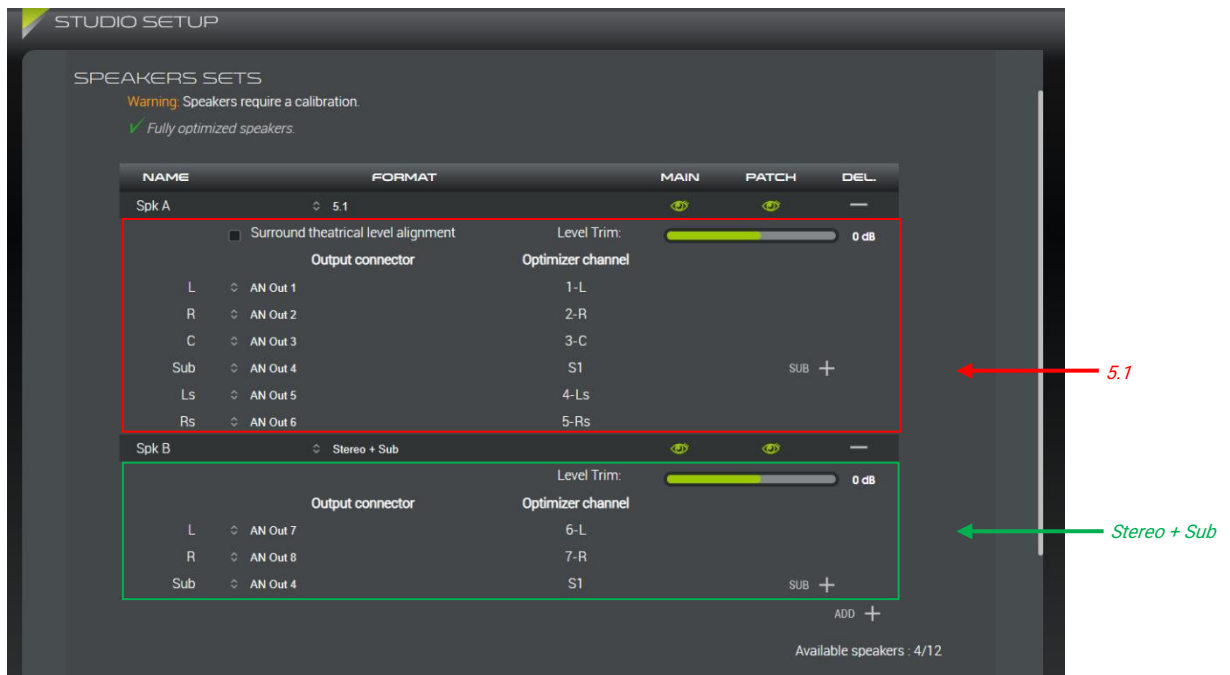 STUDIO SETUP
SPEAKERS SETS
Warning: Speakers require a calibration.
Fully optimized speakers.
NAME FORMAT MAIN PATCH DEL.
Spk A 5.1
Surround theatrical level alignment Level Trim: 0 dB
Output connector Optimizer channel
L AN Out 1 1-L
R AN Out 2 2-R
C AN Out 3 3-C
Sub AN Out 4 S1 SUB +
5.1
Ls AN Out 5 4-Ls
Rs AN Out 6 5-Rs
Spk B Stereo + Sub
Level Trim: 0 dB
Output connector Optimizer channel
L AN Out 7 6-L
Stereo + Sub
R AN Out 8 7-R
Sub AN Out 4 S1 SUB +
ADD +
Available speakers : 4/12